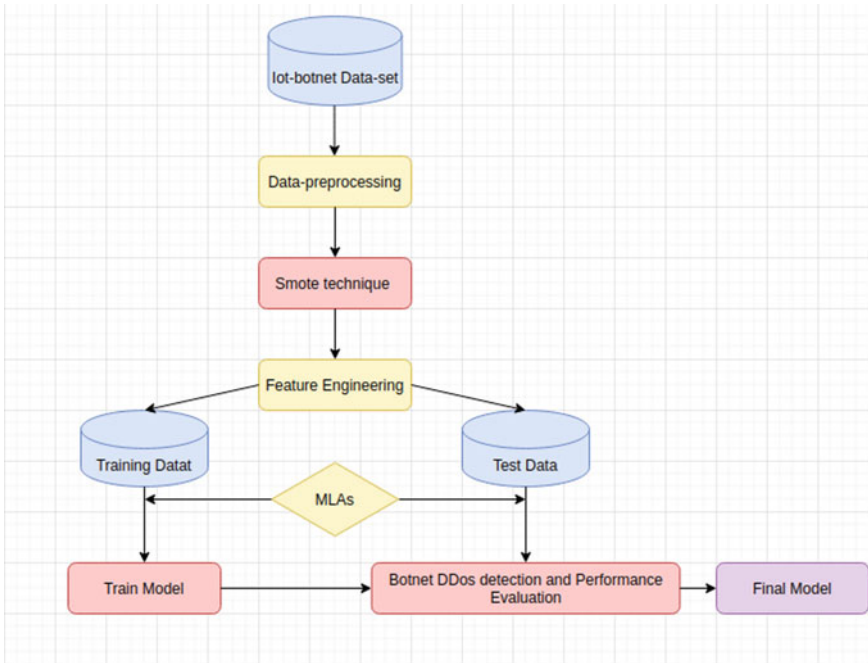 Iot-botnet Data-set
Data-preprocessing
Smote technique
Feature Engineering
Training Datat
Test Data
MLAs
Train Model
Botnet DDos detection and Performance
Evaluation
Final Model